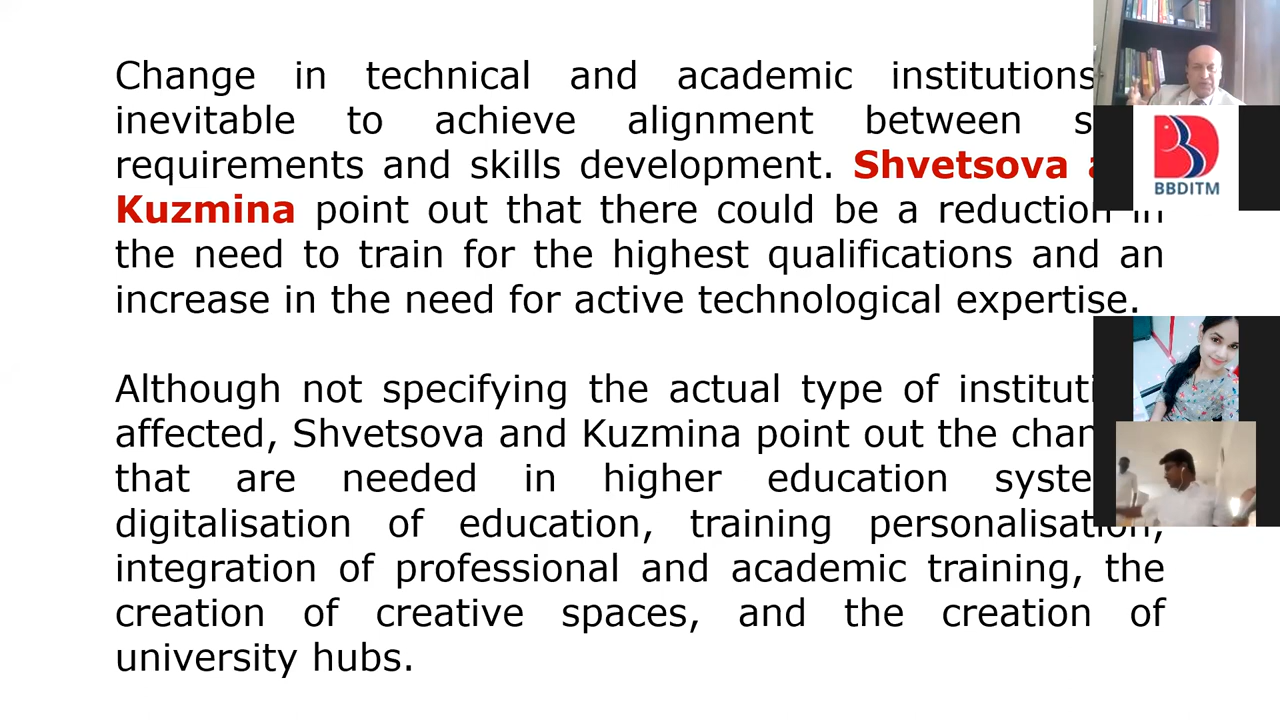 Change in technical and academic institutions
inevitable to achieve alignment between
requirements and skills development. Shvetsova
Kuzmina point out that there could be a reduction in
the need to train for the highest qualifications and an
increase in the need for active technological expertise.
Although not specifying the actual type of
affected, Shvetsova and Kuzmina point out the
that are needed in higher education
digitalisation of education, training personalisation,
integration of professional and academic training, the
creation of creative spaces, and the creation of
university hubs.
BBDITM